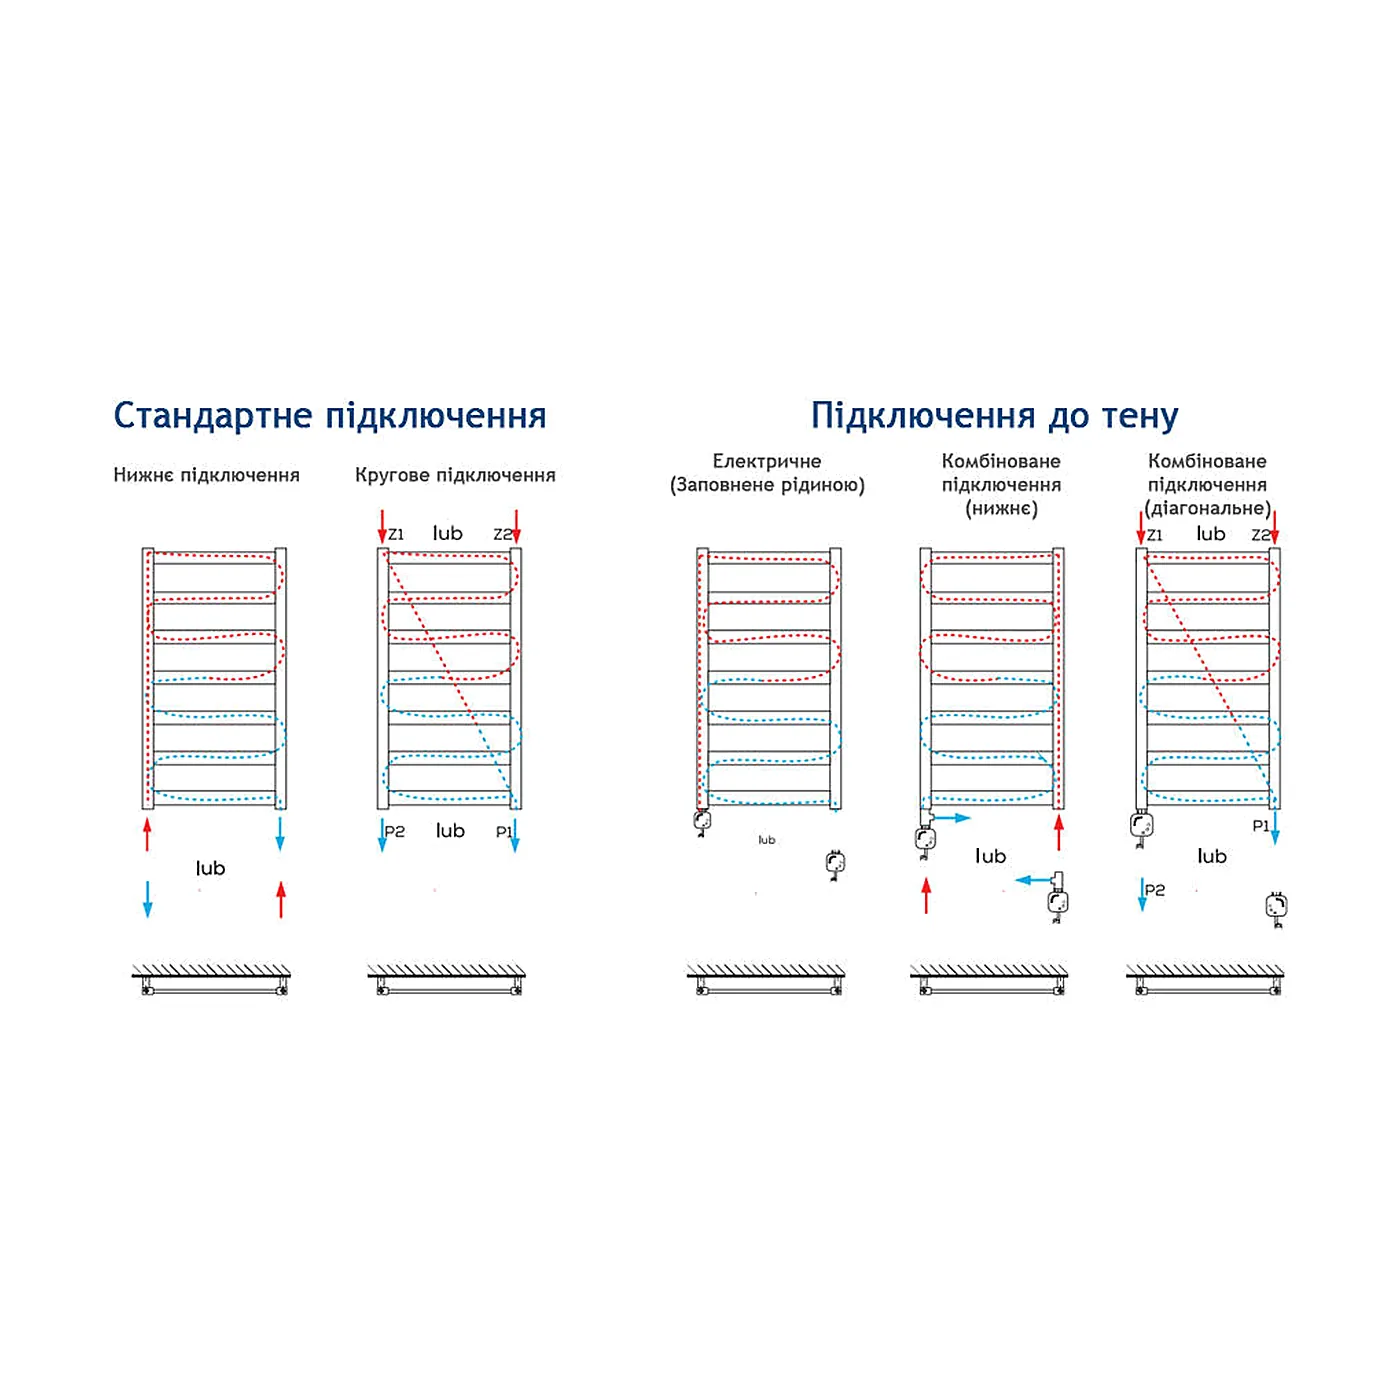 Стандартне підключення
Підключення до тену
Нижнє підключення
Кругове підключення
Електричне
(Заповнене рідиною)
Комбіноване
підключення
(нижнє)
Комбіноване
підключення
(діагональне)
Z1 lub Z2
Z1 lub Z2
lub
P2 lub P1
lub
lub
P1
lub
P2